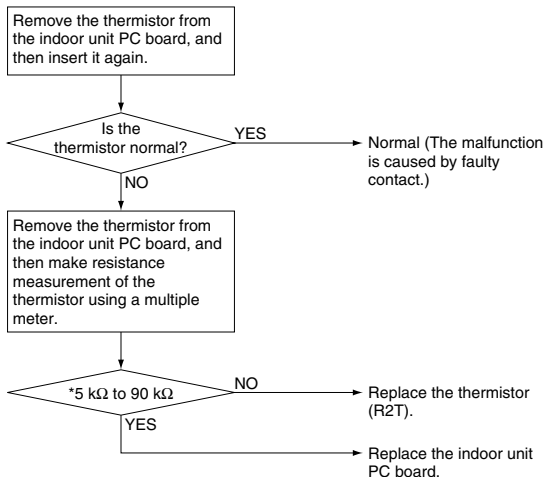 Remove the thermistor from
the indoor unit PC board, and
then insert it again.
Is the
thermistor normal?
YES
Normal (The malfunction
is caused by faulty
contact.)
NO
Remove the thermistor from
the indoor unit PC board, and
then make resistance
measurement of the
thermistor using a multiple
meter.
*5 kΩ to 90 kΩ
NO
Replace the thermistor
(R2T).
YES
Replace the indoor unit
PC board.